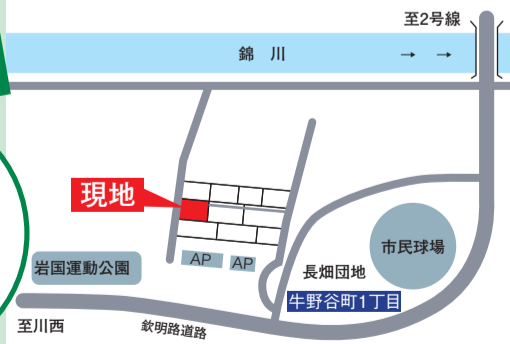 至2号線
錦 川 → →
現地
AP AP
岩国運動公園
市民球場
長畑団地
牛野谷町1丁目
至川西
欽明路道路